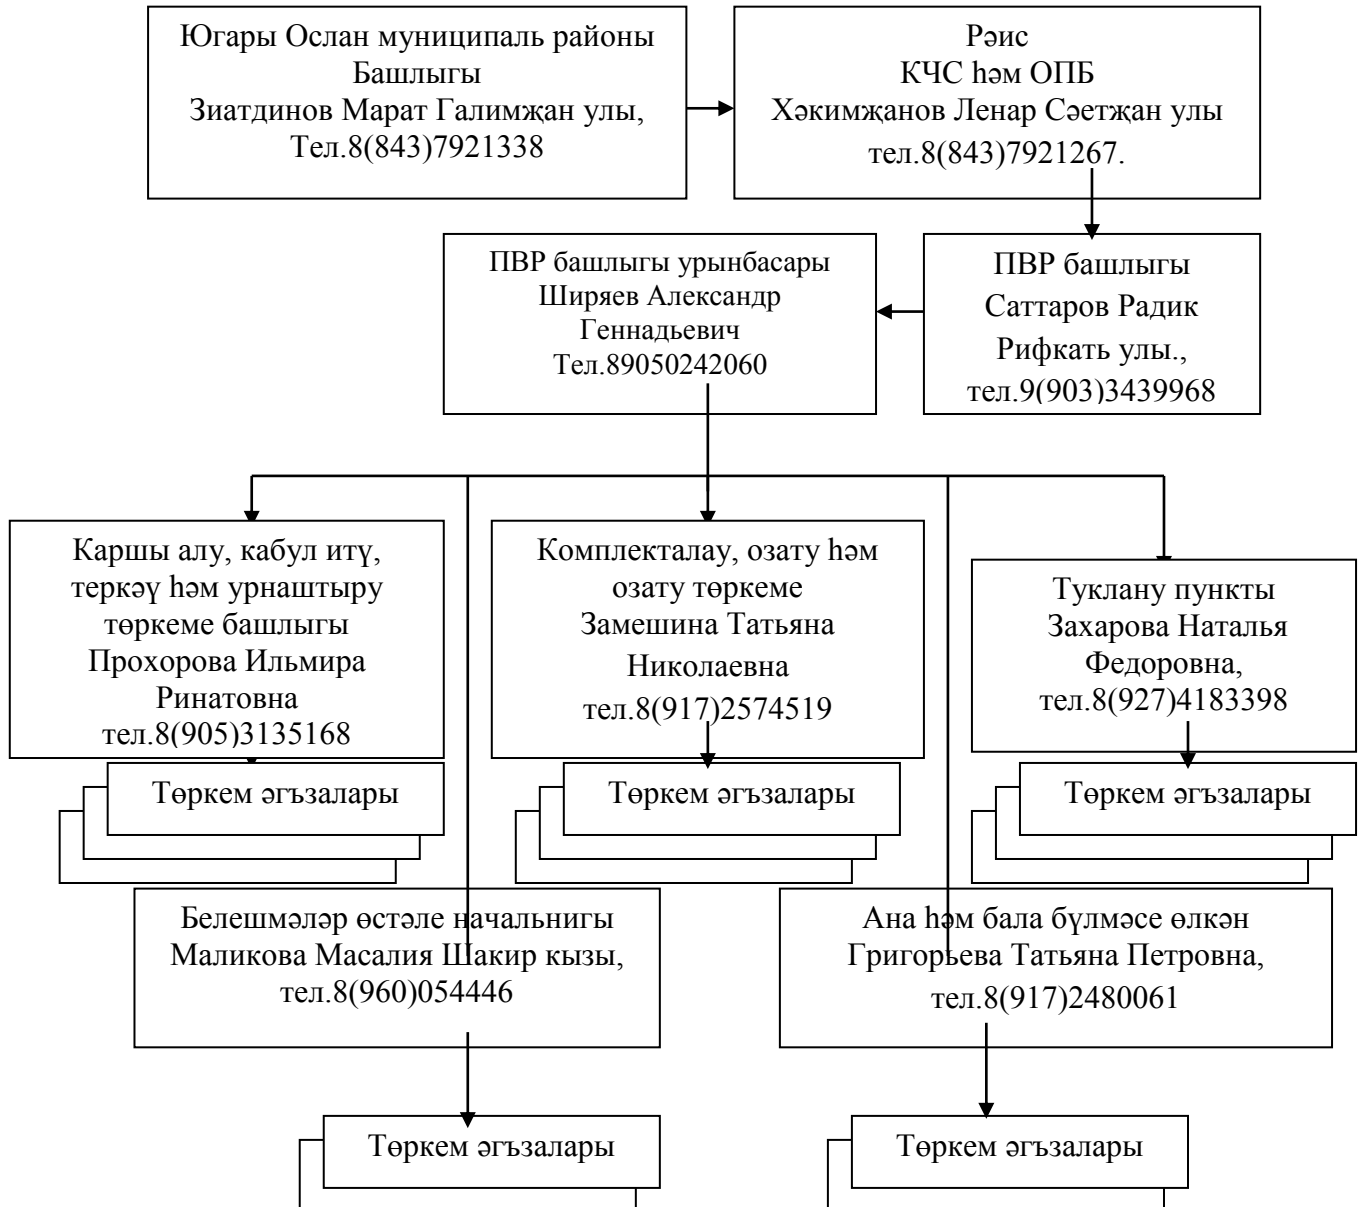 Югары Ослан муниципаль районы
Башлыгы
Зиатдинов Марат Галимҗан улы,
Тел.8(843)7921338
Рәис
КЧС һәм ОПБ
Хәкимҗанов Ленар Сәетҗан улы
тел.8(843)7921267.
ПВР башлыгы урынбасары
Ширяев Александр
Геннадьевич
Тел.89050242060
ПВР башлыгы
Саттаров Радик
Рифкать улы.,
тел.9(903)3439968
Каршы алу, кабул итү,
теркәү һәм урнаштыру
төркеме башлыгы
Прохорова Ильмира
Ринатовна
тел.8(905)3135168
Комплекталау, озату һәм
озату төркеме
Замешина Татьяна
Николаевна
тел.8(917)2574519
Туклану пункты
Захарова Наталья
Федоровна,
тел.8(927)4183398
Төркем әгъзалары
Төркем әгъзалары
Төркем әгъзалары
Белешмәләр өстәле начальнигы
Маликова Масалия Шакир кызы,
тел.8(960)054446
Ана һәм бала бүлмәсе өлкән
Григорьева Татьяна Петровна,
тел.8(917)2480061
Төркем әгъзалары
Төркем әгъзалары